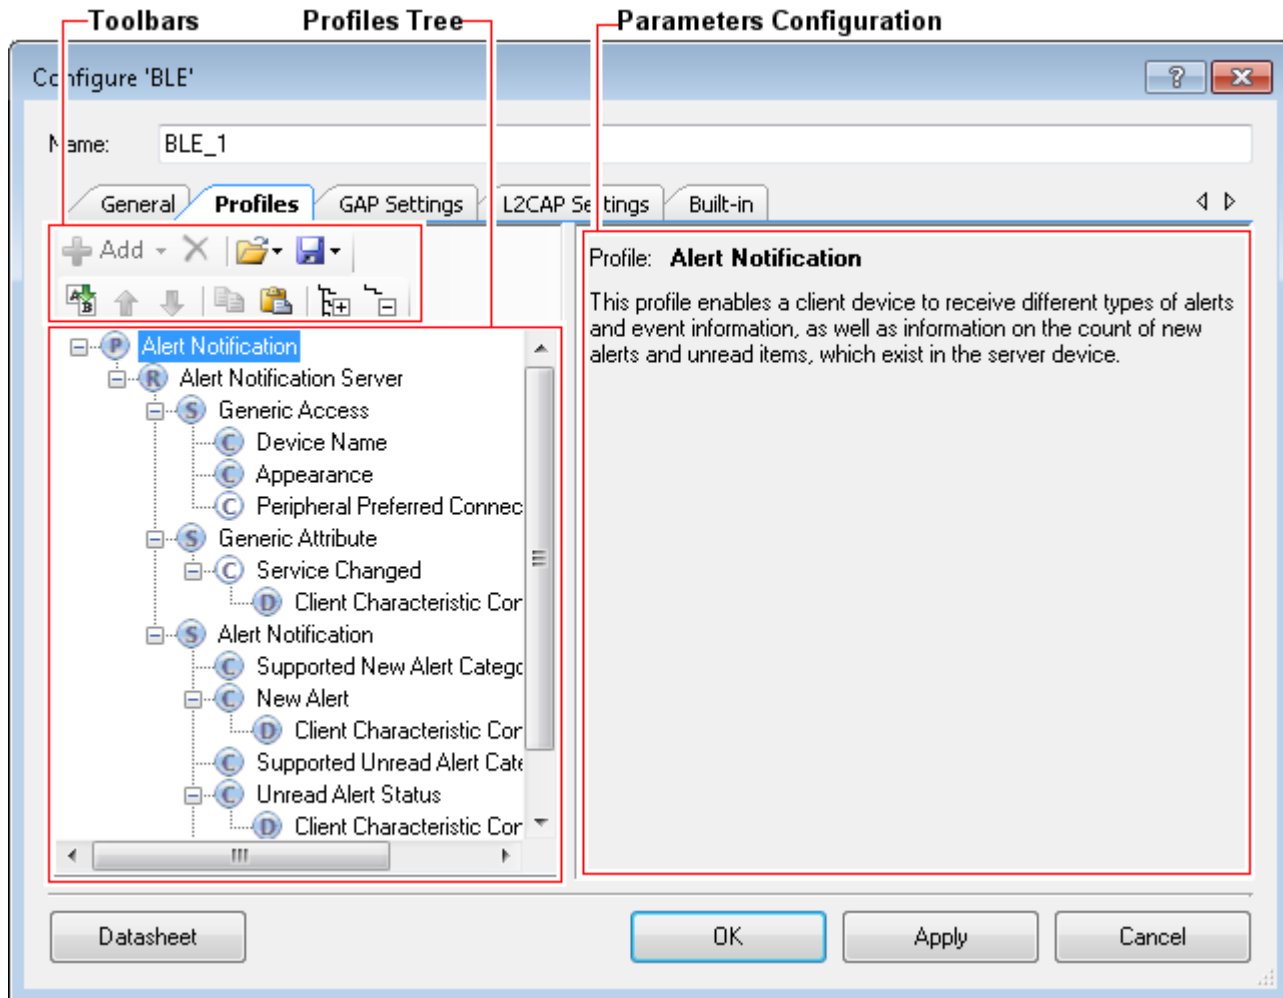 Toolbars
Profiles Tree
Parameters Configuration
Configure 'BLE'
Name: BLE_1
General
Profiles
GAP Settings
L2CAP Settings
Built-in
Add
Alert Notification
Alert Notification Server
Generic Access
Device Name
Appearance
Peripheral Preferred Connec
Generic Attribute
Service Changed
Client Characteristic Con
Alert Notification
Supported New Alert Catego
New Alert
Client Characteristic Con
Supported Unread Alert Cate
Unread Alert Status
Client Characteristic Con
Profile: Alert Notification
This profile enables a client device to receive different types of alerts
and event information, as well as information on the count of new
alerts and unread items, which exist in the server device.
Datasheet
OK
Apply
Cancel